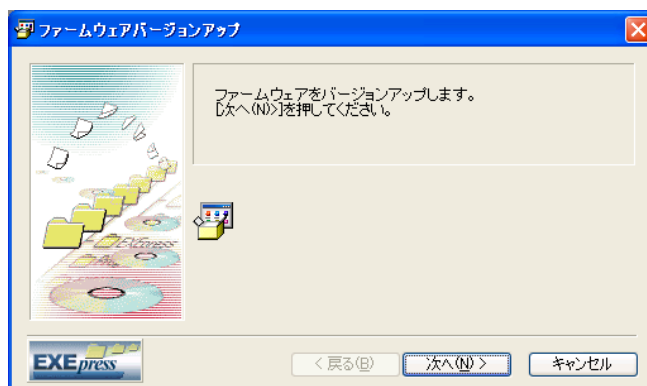 ファームウェアバージョンアップ
ファームウェアをバージョンアップします。
[次へ(N)>]を押してください。
EXEpress
EXEpress
< 戻る(B)
次へ(N) >
キャンセル